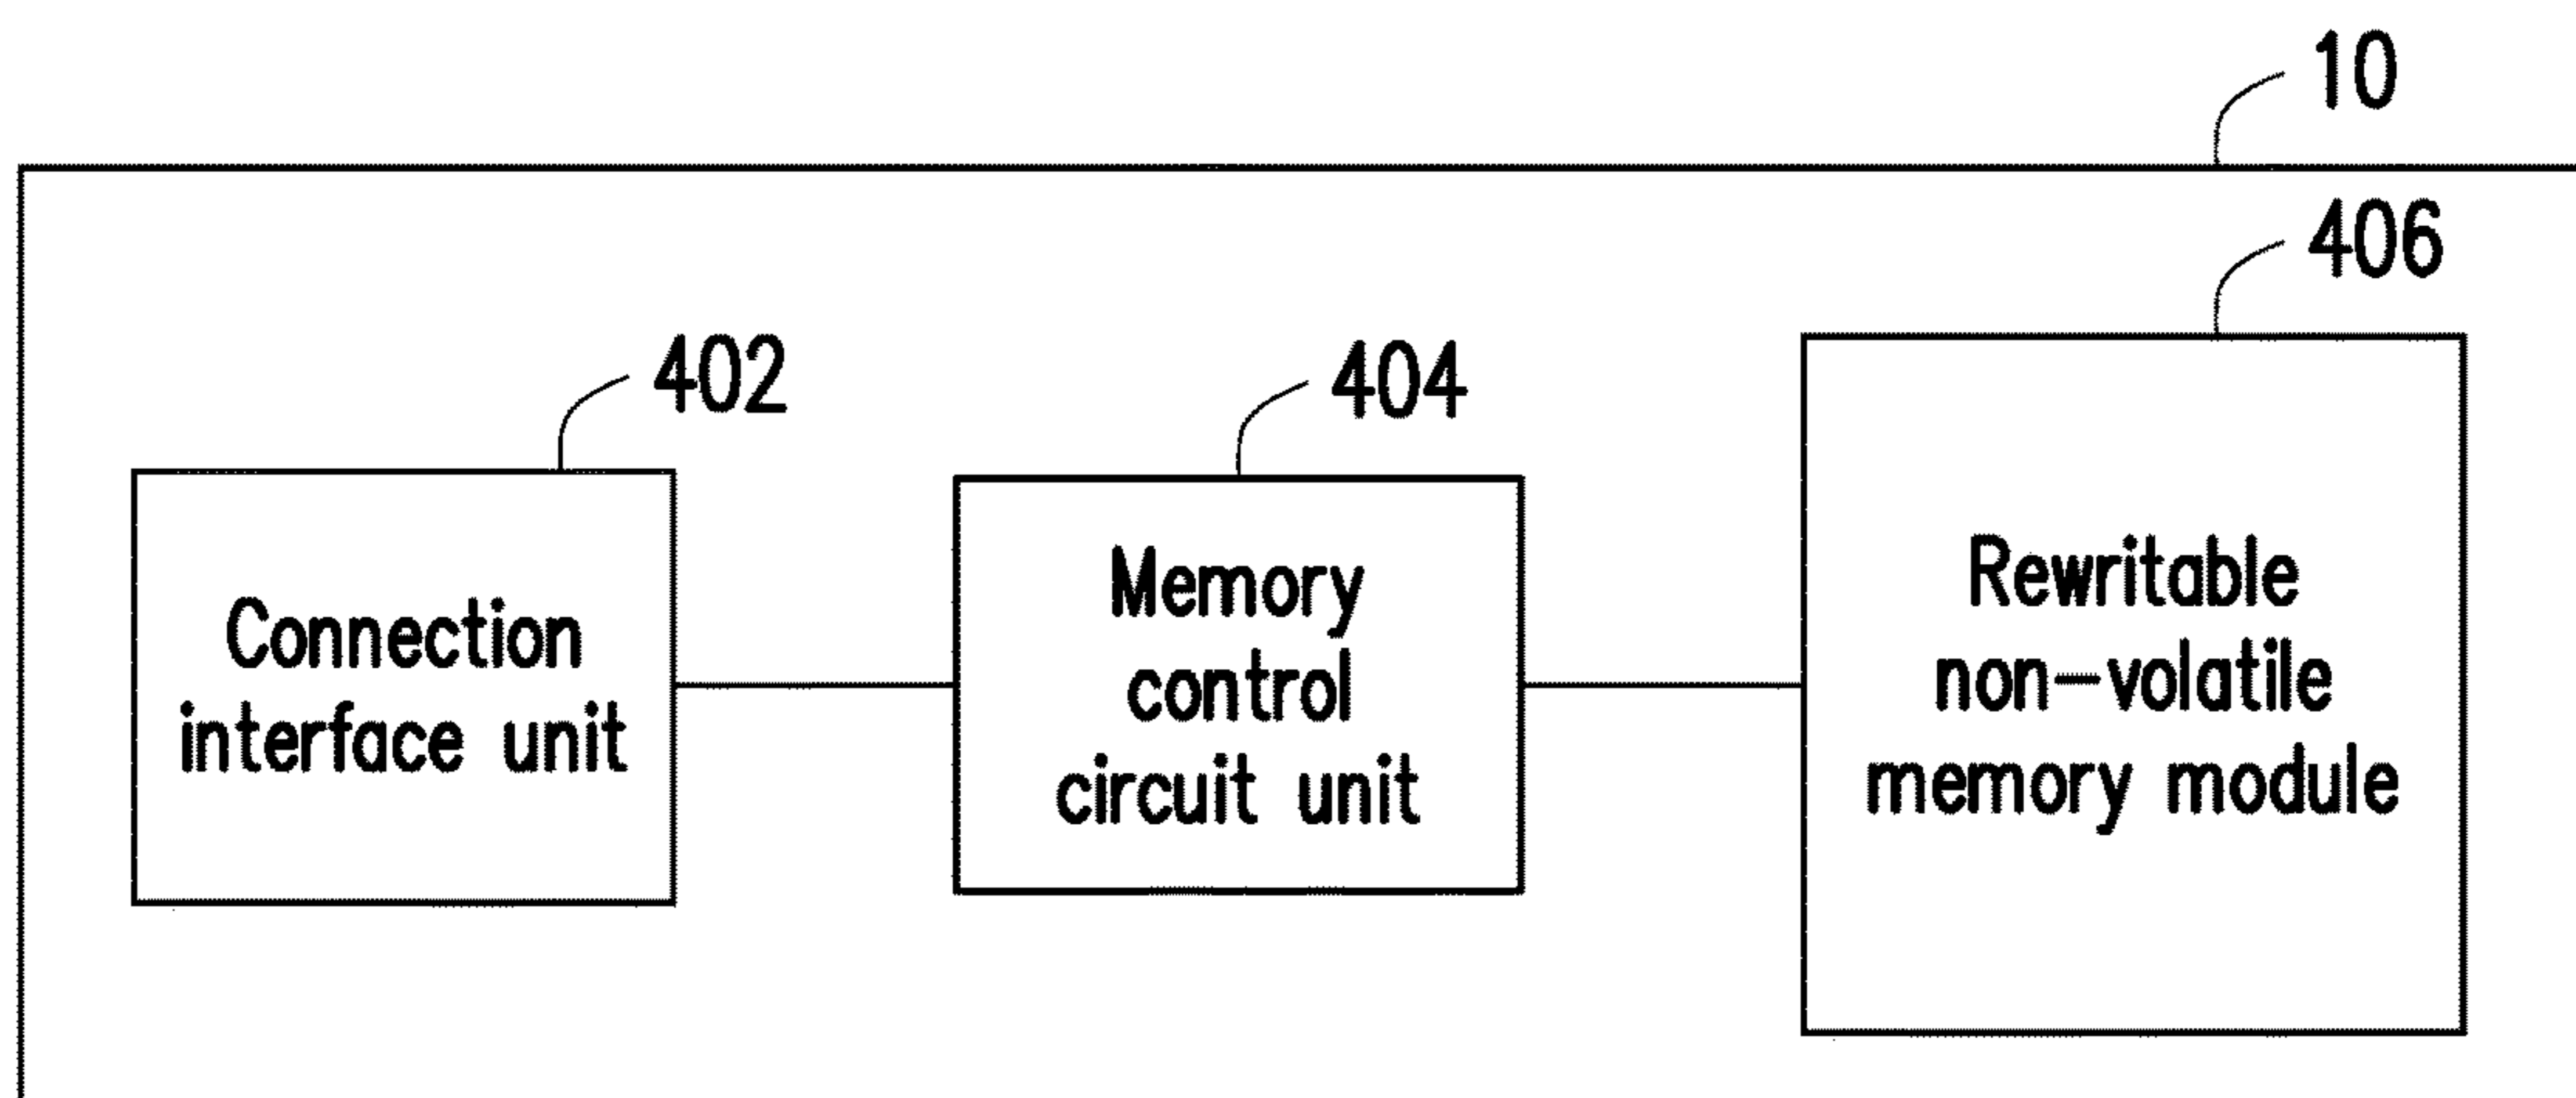 10
406
402
404
Connection
interface unit
Memory
control
circuit unit
Rewritable
non-volatile
memory module